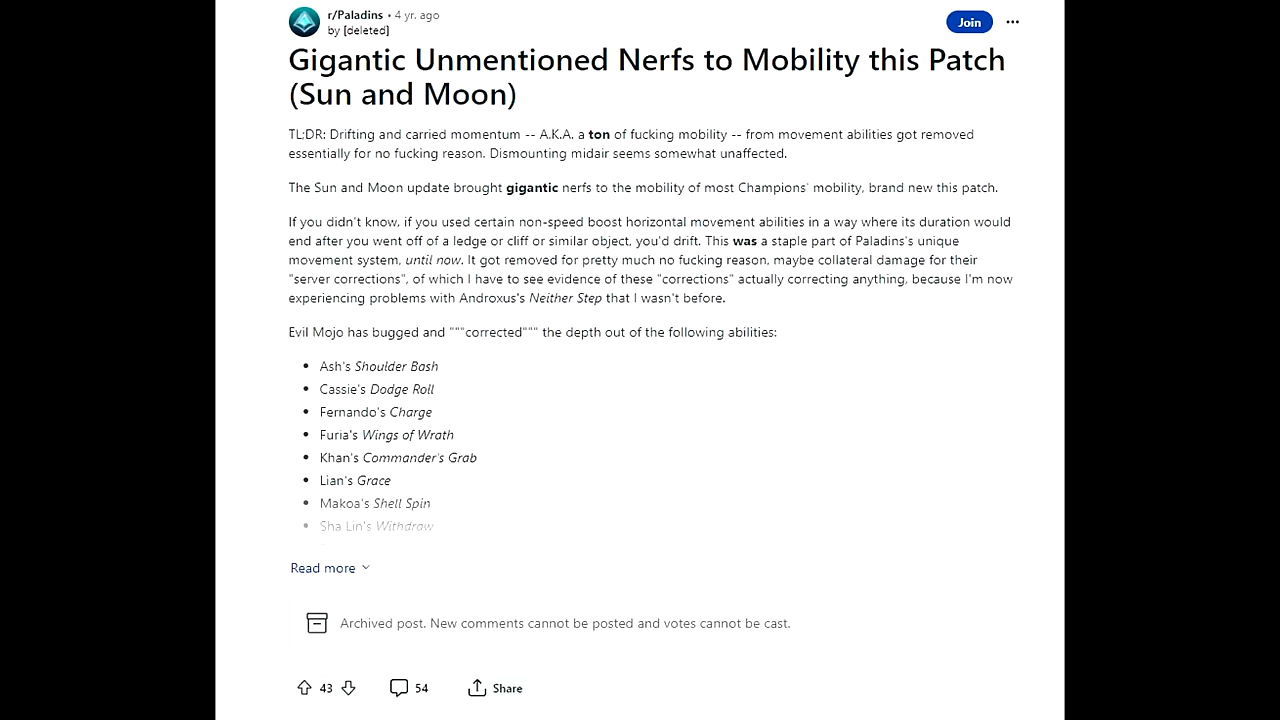 r/Paladins • 4 yr. ago
by [deleted]
Join
Gigantic Unmentioned Nerfs to Mobility this Patch
(Sun and Moon)
TL:DR: Drifting and carried momentum -- A.K.A. a ton of fucking mobility -- from movement abilities got removed
essentially for no fucking reason. Dismounting midair seems somewhat unaffected.
The Sun and Moon update brought gigantic nerfs to the mobility of most Champions' mobility, brand new this patch.
If you didn't know, if you used certain non-speed boost horizontal movement abilities in a way where its duration would
end after you went off of a ledge or cliff or similar object, you'd drift. This was a staple part of Paladins's unique
movement system, until now. It got removed for pretty much no fucking reason, maybe collateral damage for their
"server corrections", of which I have to see evidence of these "corrections" actually correcting anything, because I'm now
experiencing problems with Androxus's Neither Step that I wasn't before.
Evil Mojo has bugged and """corrected""" the depth out of the following abilities:
• Ash's Shoulder Bash
• Cassie's Dodge Roll
• Fernando's Charge
• Furia's Wings of Wrath
• Khan's Commander's Grab
• Lian's Grace
• Makoa's Shell Spin
• Sha Lin's Withdraw
Read more
Archived post. New comments cannot be posted and votes cannot be cast.
43
54
Share